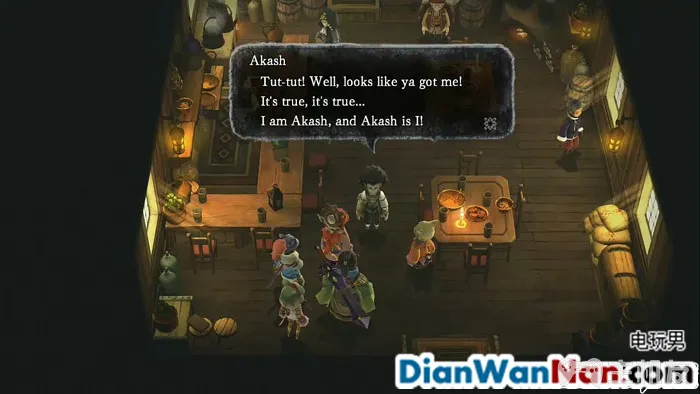 Akash
Tut-tut! Well, looks like ya got me!
It's true, it's true...
I am Akash, and Akash is I!
电玩男
DianWanNan.com